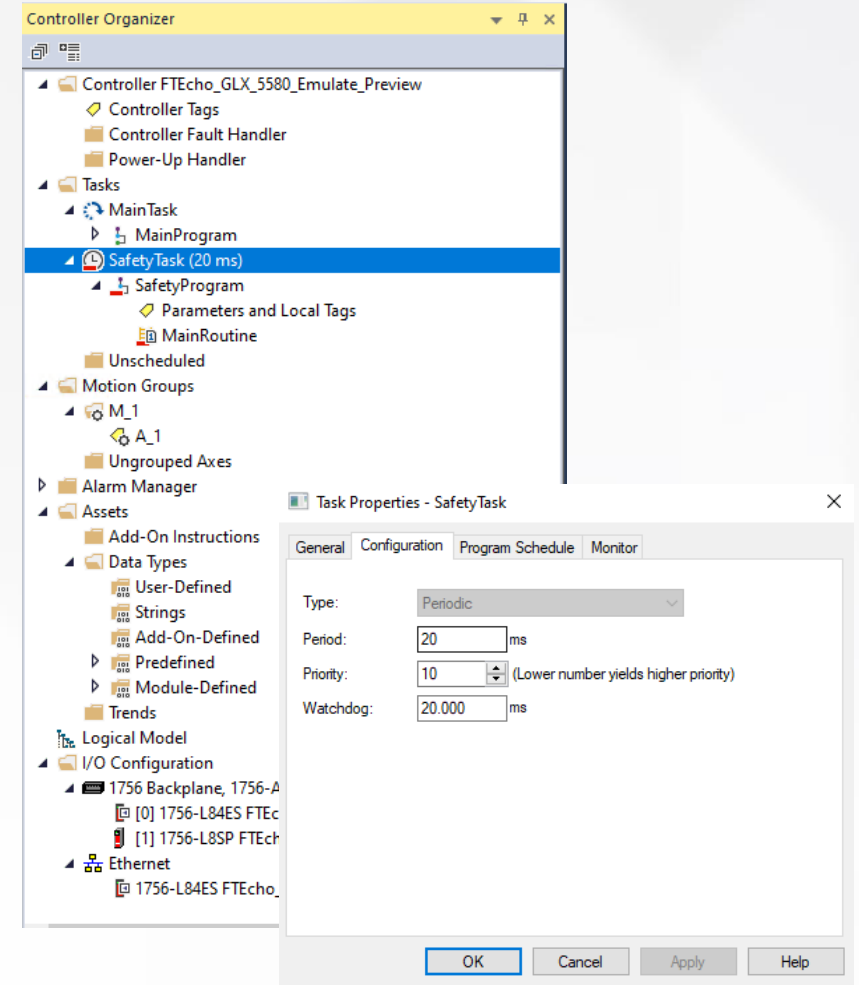 Controller Organizer
Controller FTEcho_GLX_5580_Emulate_Preview
Controller Tags
Controller Fault Handler
Power-Up Handler
Tasks
MainTask
MainProgram
SafetyTask (20 ms)
SafetyProgram
Parameters and Local Tags
MainRoutine
Unscheduled
Motion Groups
M_1
A_1
Ungrouped Axes
Alarm Manager
Assets
Add-On Instructions
Data Types
User-Defined
Strings
Add-On-Defined
Predefined
Module-Defined
Trends
Logical Model
I/O Configuration
1756 Backplane, 1756-A
[0] 1756-L84ES FTEc
[1] 1756-L8SP FTEch
Ethernet
1756-L84ES FTEcho_
Task Properties - SafetyTask
General Configuration Program Schedule Monitor
Type: Periodic
Period: 20 ms
Priority: 10 (Lower number yields higher priority)
Watchdog: 20.000 ms
OK Cancel Apply Help